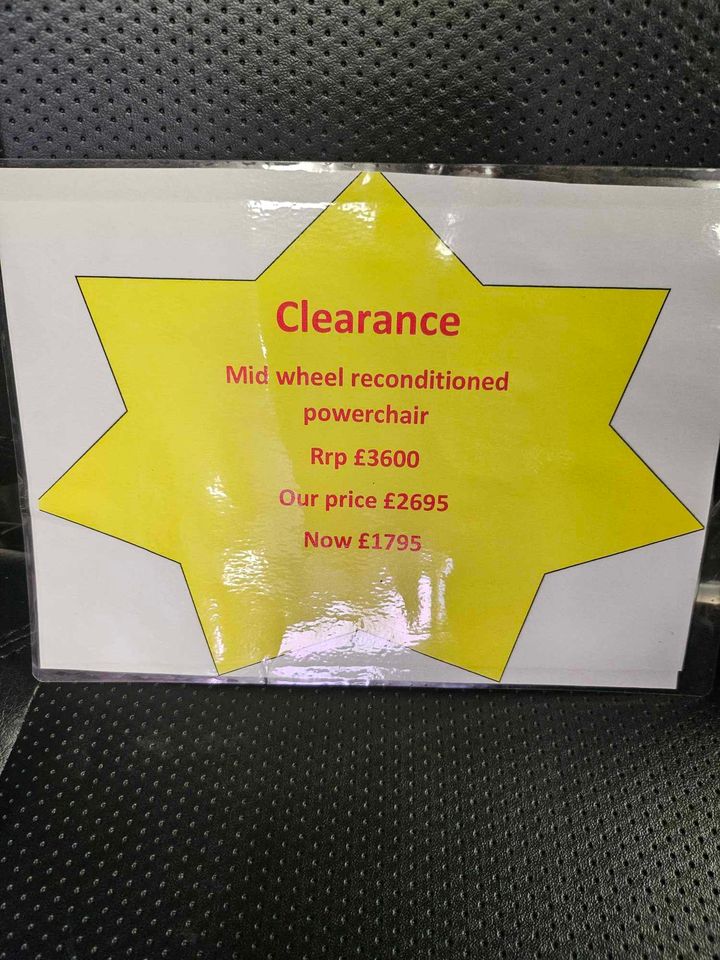 Clearance
Mid wheel reconditioned
powerchair
Rrp £3600
Our price £2695
Now £1795